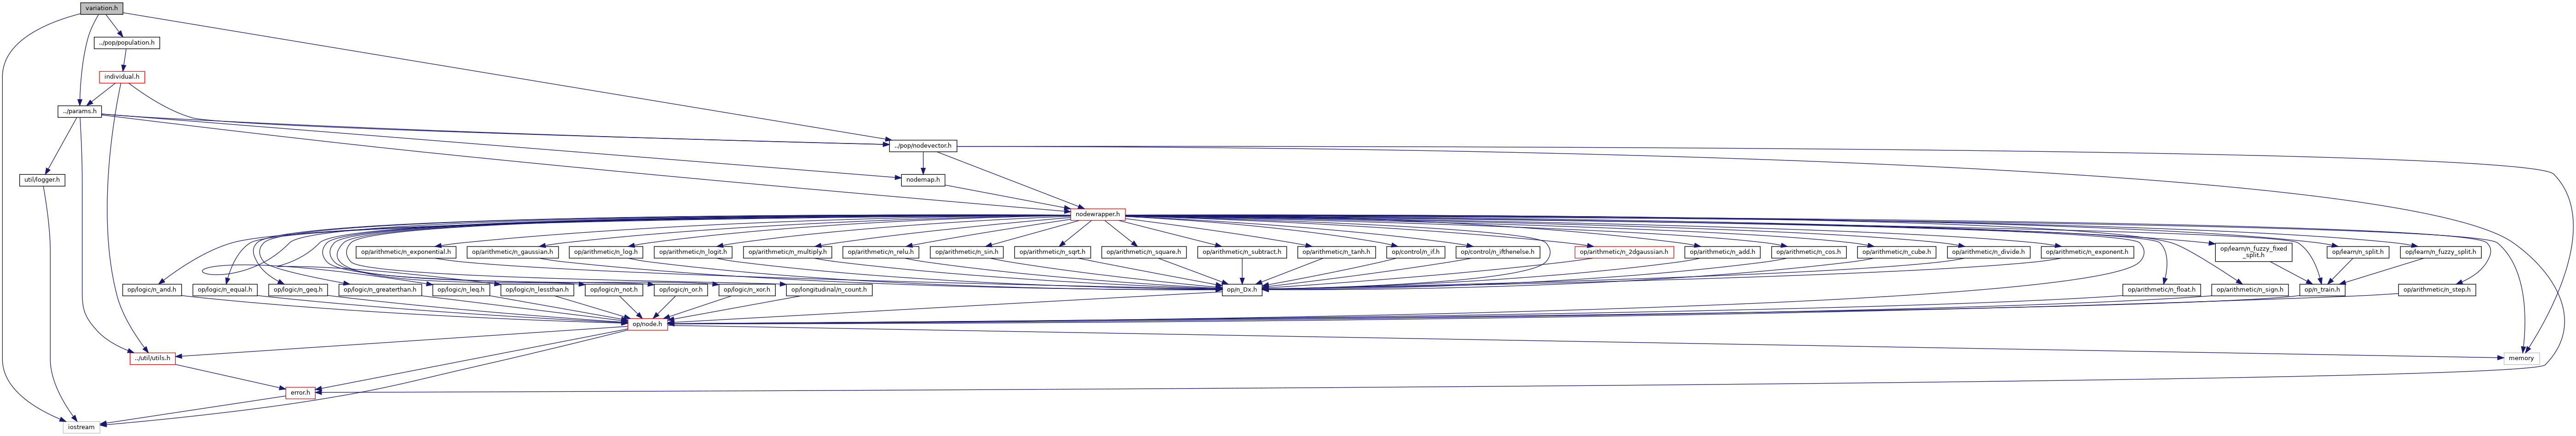 variation.h
../pop/population.h
individual.h
../params.h
../pop/nodevector.h
util/logger.h
nodemap.h
nodewrapper.h
op/arithmetic/n_exponential.h
op/arithmetic/n_gaussian.h
op/arithmetic/n_log.h
op/arithmetic/n_logit.h
op/arithmetic/n_multiply.h
op/arithmetic/n_relu.h
op/arithmetic/n_sin.h
op/arithmetic/n_sqrt.h
op/arithmetic/n_square.h
op/arithmetic/n_subtract.h
op/arithmetic/n_tanh.h
op/control/n_if.h
op/control/n_ifthenelse.h
op/arithmetic/n_2dgaussian.h
op/arithmetic/n_add.h
op/arithmetic/n_cos.h
op/arithmetic/n_cube.h
op/arithmetic/n_divide.h
op/arithmetic/n_exponent.h
op/learn/n_fuzzy_fixed
_split.h
op/learn/n_split.h
op/learn/n_fuzzy_split.h
op/logic/n_and.h
op/logic/n_equal.h
op/logic/n_geq.h
op/logic/n_greaterthan.h
op/logic/n_leq.h
op/logic/n_lessthan.h
op/logic/n_not.h
op/logic/n_or.h
op/logic/n_xor.h
op/longitudinal/n_count.h
op/n_Dx.h
op/arithmetic/n_float.h
op/arithmetic/n_sign.h
op/n_train.h
op/arithmetic/n_step.h
op/node.h
../util/utils.h
memory
error.h
iostream